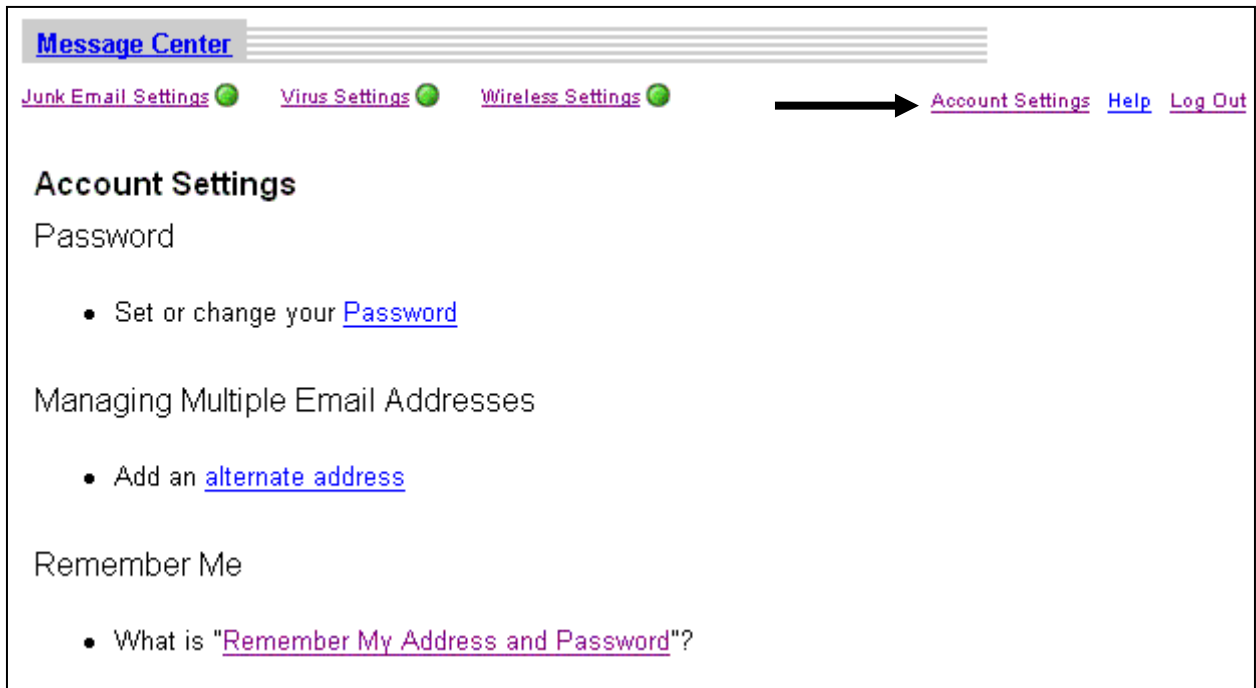 Message Center
Junk Email Settings Virus Settings Wireless Settings Account Settings Help Log Out
Account Settings
Password
• Set or change your Password
Managing Multiple Email Addresses
• Add an alternate address
Remember Me
• What is "Remember My Address and Password"?